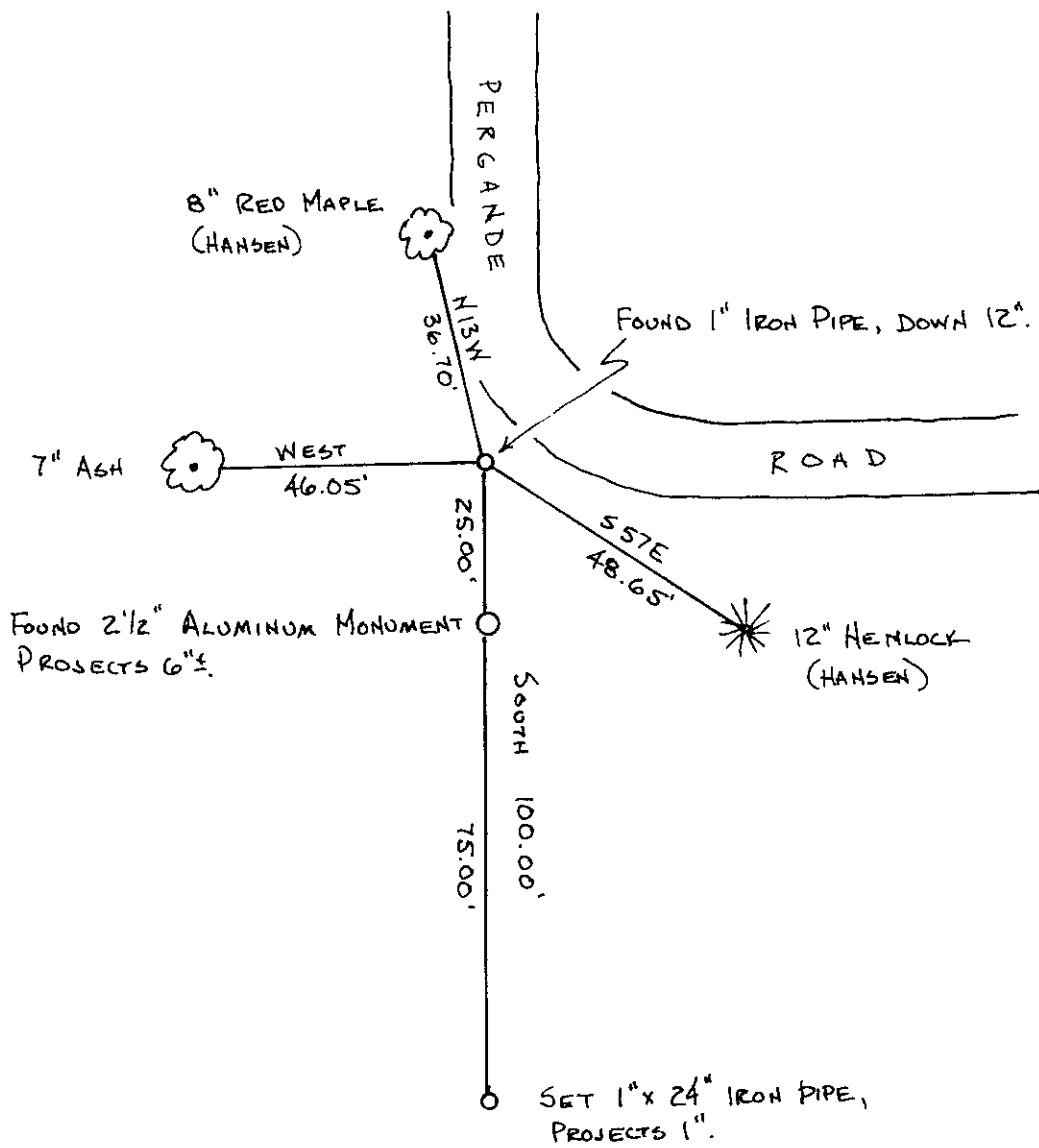 PERGANDE
8" RED MAPLE
(HANSEN)
N13W
36.70'
FOUND 1" IRON PIPE, DOWN 12".
7" ASH
WEST
46.05'
ROAD
25.00'
S57E
48.65'
FOUND 2 1/2" ALUMINUM MONUMENT
PROJECTS 6"±.
12" HEMLOCK
(HANSEN)
SOUTH 100.00'
75.00'
SET 1" x 24" IRON PIPE,
PROJECTS 1".